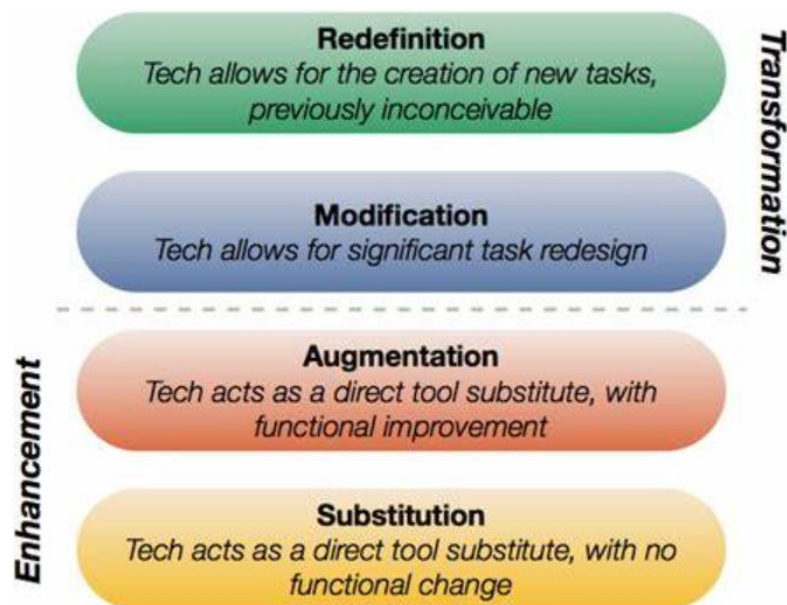 Redefinition
Tech allows for the creation of new tasks,
previously inconceivable
Modification
Tech allows for significant task redesign
Transformation
Augmentation
Tech acts as a direct tool substitute, with
functional improvement
Substitution
Tech acts as a direct tool substitute, with no
functional change
Enhancement